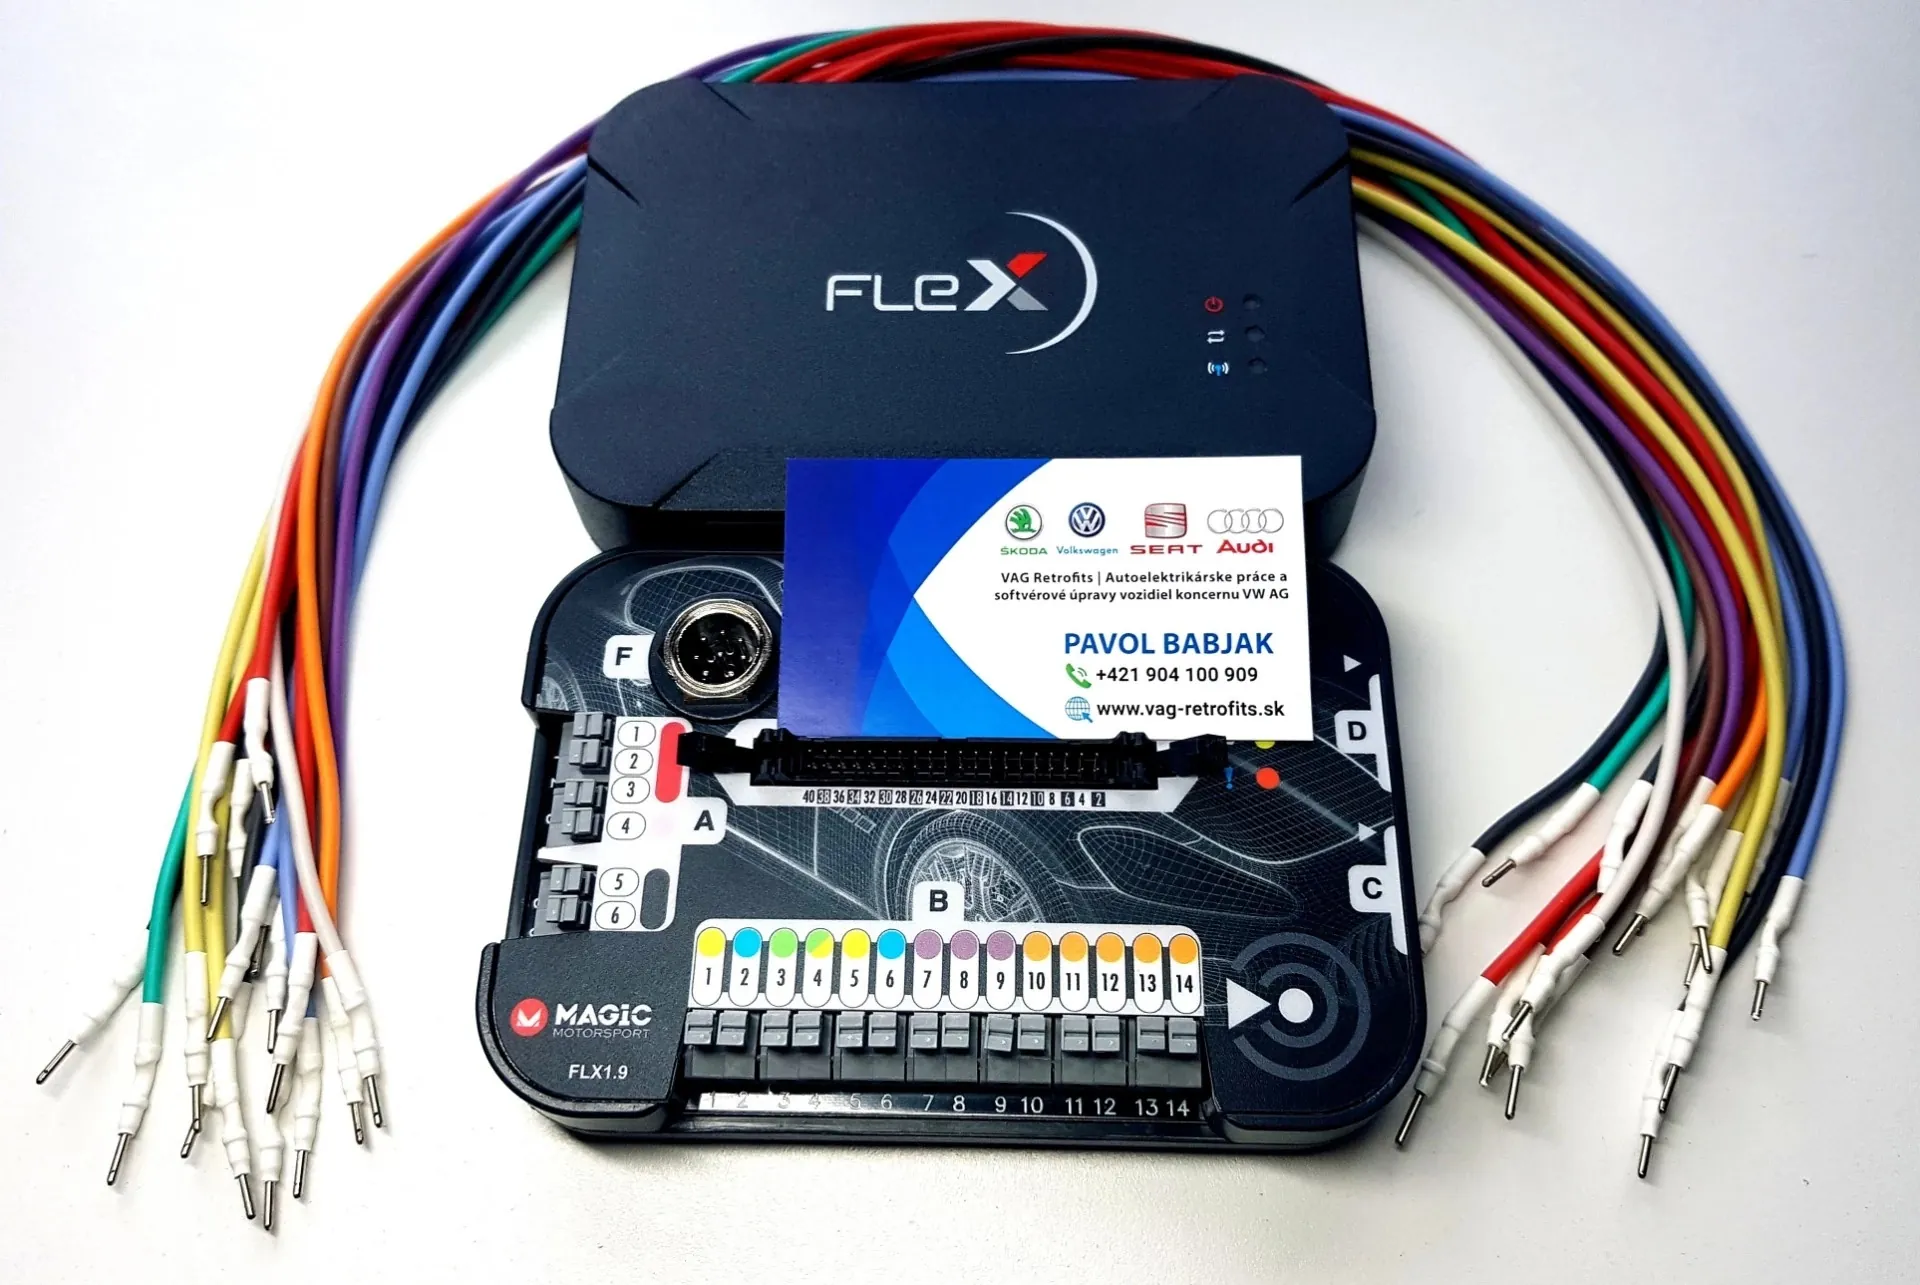 FLeX
ŠKODA Volkswagen SEAT Audi
VAG Retrofits | Autoelektrikárske práce a
softvérové úpravy vozidiel koncernu VW AG
PAVOL BABJAK
+421 904 100 909
www.vag-retrofits.sk
F
D
1
2
3
4
A
5
6
40 38 36 34 32 30 28 26 24 22 20 18 16 14 12 10 8 6 4 2
C
B
1 2 3 4 5 6 7 8 9 10 11 12 13 14
MAGIC
MOTORSPORT
FLX1.9
1 2 3 4 5 6 7 8 9 10 11 12 13 14